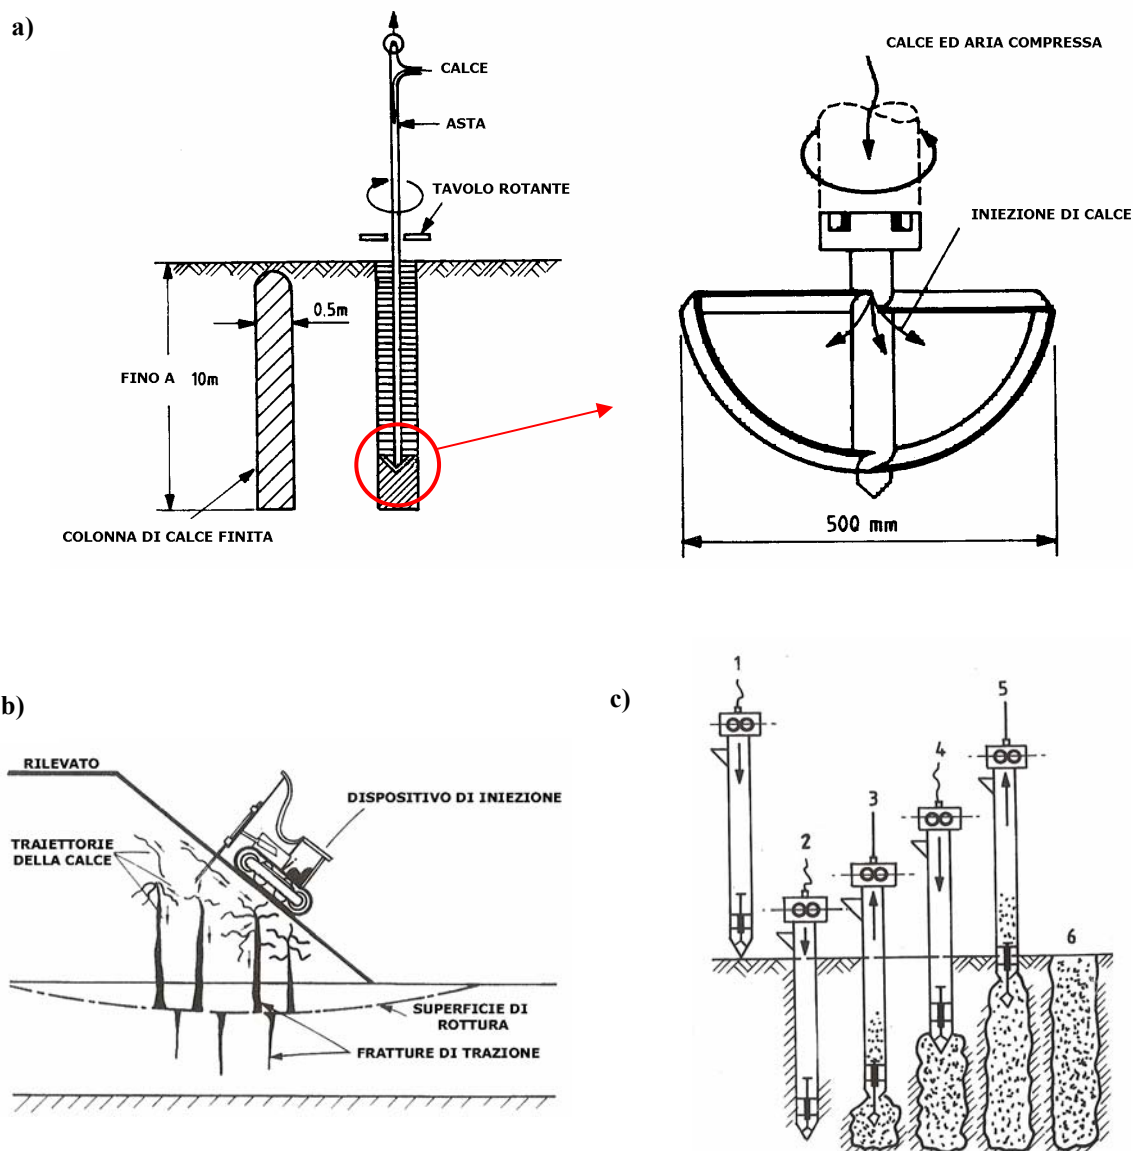 a)
CALCE
ASTA
TAVOLO ROTANTE
0.5m
FINO A 10m
COLONNA DI CALCE FINITA
CALCE ED ARIA COMPRESSA
INIEZIONE DI CALCE
500 mm
b)
RILEVATO
DISPOSITIVO DI INIEZIONE
TRAIETTORIE
DELLA CALCE
SUPERFICIE DI
ROTTURA
FRATTURE DI TRAZIONE
c)
1
2
3
4
5
6